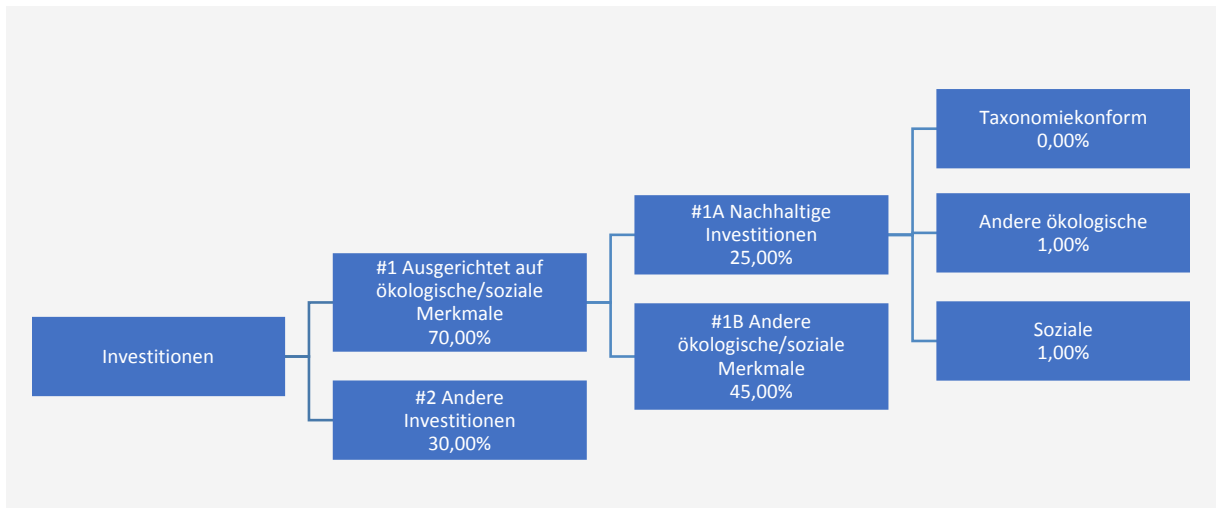 Investitionen
#1 Ausgerichtet auf
ökologische/soziale
Merkmale
70,00%
#2 Andere
Investitionen
30,00%
#1A Nachhaltige
Investitionen
25,00%
#1B Andere
ökologische/soziale
Merkmale
45,00%
Taxonomiekonform
0,00%
Andere ökologische
1,00%
Soziale
1,00%